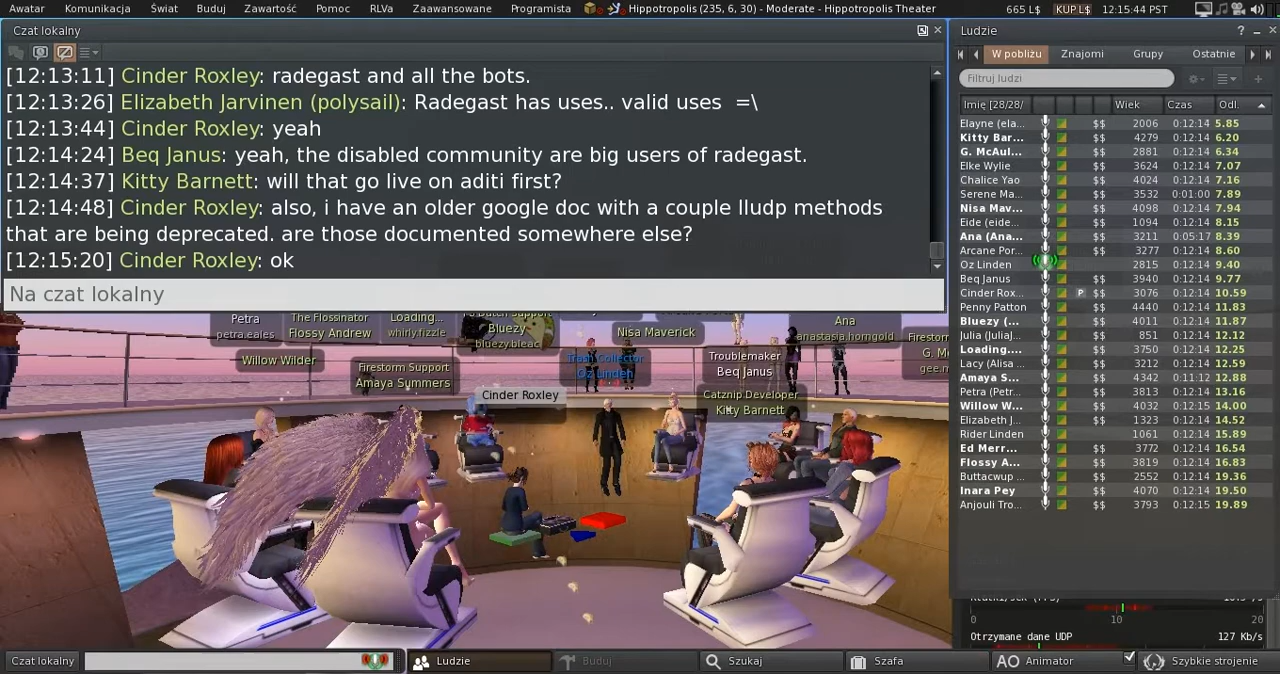 Awatar Komunikacja Świat Buduj Zawartość Pomoc RLVa Zaawansowane Programista Hippotropolis (235, 6, 30) - Moderate - Hippotropolis Theater 665 L$ KUP L$ 12:15:44 PST
Czat lokalny
[12:13:11] Cinder Roxley: radegast and all the bots.
[12:13:26] Elizabeth Jarvinen (polysail): Radegast has uses.. valid uses =\
[12:13:44] Cinder Roxley: yeah
[12:14:24] Beq Janus: yeah, the disabled community are big users of radegast.
[12:14:37] Kitty Barnett: will that go live on aditi first?
[12:14:48] Cinder Roxley: also, i have an older google doc with a couple lludp methods
that are being deprecated. are those documented somewhere else?
[12:15:20] Cinder Roxley: ok
Na czat lokalny
Petra
petra.eales
The Flossinator
Flossy Andrew
Loading...
whirly.fizzle
Bluezy
bluezy.bleac
Nisa Maverick
Ana
anastasia.horngold
Firestorm
G. M
gee.m
Willow Wilder
Firestorm Support
Amaya Summers
Trash Collector
Oz Linden
Troublemaker
Beq Janus
Cinder Roxley
Catznip Developer
Kitty Barnett
Ludzie
W pobliżu Znajomi Grupy Ostatnie
Filtruj ludzi
Imię [28/28/ Wiek Czas Odl.
Elayne (ela... $$ 2006 0:12:14 5.85
Kitty Bar... $$ 4279 0:12:14 6.20
G. McAul... $$ 2881 0:12:14 6.34
Elke Wylie $$ 3624 0:12:14 7.07
Chalice Yao $$ 4024 0:12:14 7.16
Serene Ma... $$ 3532 0:01:00 7.89
Nisa Mav... $$ 4098 0:12:14 7.94
Eide (eide... $$ 1094 0:12:14 8.15
Ana (Ana... $$ 3211 0:05:17 8.39
Arcane Por... $$ 3277 0:12:14 8.60
Oz Linden 2815 0:12:14 9.40
Beq Janus $$ 3940 0:12:14 9.77
Cinder Rox... P $$ 3076 0:12:14 10.59
Penny Patton $$ 4440 0:12:14 11.83
Bluezy (... $$ 4011 0:12:14 11.87
Julia (Julia)... $$ 851 0:12:14 12.12
Loading.... $$ 3750 0:12:14 12.25
Lacy (Alisa ... $$ 3212 0:12:14 12.59
Amaya S... $$ 4342 0:11:12 12.88
Petra (Petr... $$ 3813 0:12:14 13.16
Willow W... $$ 4032 0:12:15 14.00
Elizabeth J... $$ 1323 0:12:14 14.52
Rider Linden 1061 0:12:14 15.89
Ed Merr... $$ 3772 0:12:14 16.54
Flossy A... $$ 3819 0:12:14 16.83
Buttacwup ... $$ 2552 0:12:14 19.36
Inara Pey $$ 4070 0:12:14 19.50
Anjouli Tro... $$ 3793 0:12:15 19.89
0 10 20
Otrzymane dane UDP 127 Kb/s
Czat lokalny Ludzie Buduj Szukaj Szafa AO Animator Szybkie strojenie